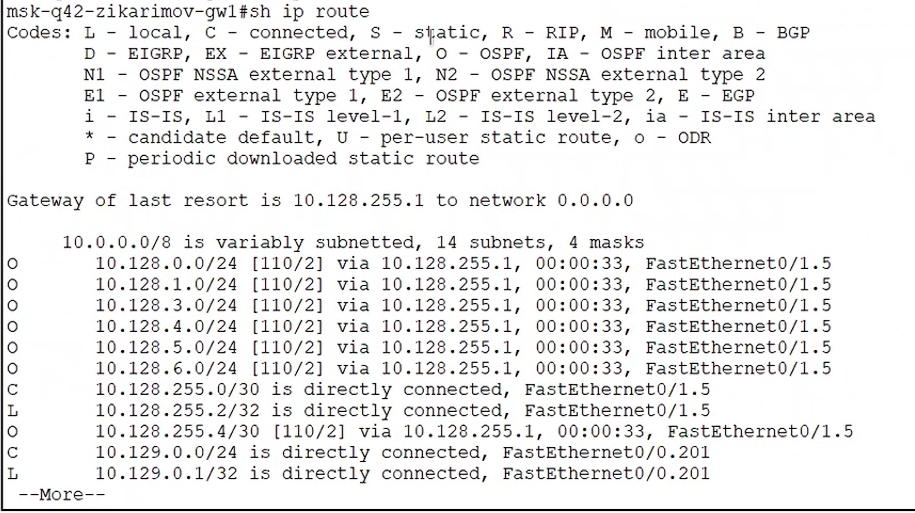 msk-q42-zikarimov-gw1#sh ip route
Codes: L - local, C - connected, S - static, R - RIP, M - mobile, B - BGP
       D - EIGRP, EX - EIGRP external, O - OSPF, IA - OSPF inter area
       N1 - OSPF NSSA external type 1, N2 - OSPF NSSA external type 2
       E1 - OSPF external type 1, E2 - OSPF external type 2, E - EGP
       i - IS-IS, L1 - IS-IS level-1, L2 - IS-IS level-2, ia - IS-IS inter area
       * - candidate default, U - per-user static route, o - ODR
       P - periodic downloaded static route
Gateway of last resort is 10.128.255.1 to network 0.0.0.0
     10.0.0.0/8 is variably subnetted, 14 subnets, 4 masks
O       10.128.0.0/24 [110/2] via 10.128.255.1, 00:00:33, FastEthernet0/1.5
O       10.128.1.0/24 [110/2] via 10.128.255.1, 00:00:33, FastEthernet0/1.5
O       10.128.3.0/24 [110/2] via 10.128.255.1, 00:00:33, FastEthernet0/1.5
O       10.128.4.0/24 [110/2] via 10.128.255.1, 00:00:33, FastEthernet0/1.5
O       10.128.5.0/24 [110/2] via 10.128.255.1, 00:00:33, FastEthernet0/1.5
O       10.128.6.0/24 [110/2] via 10.128.255.1, 00:00:33, FastEthernet0/1.5
C       10.128.255.0/30 is directly connected, FastEthernet0/1.5
L       10.128.255.2/32 is directly connected, FastEthernet0/1.5
O       10.128.255.4/30 [110/2] via 10.128.255.1, 00:00:33, FastEthernet0/1.5
C       10.129.0.0/24 is directly connected, FastEthernet0/0.201
L       10.129.0.1/32 is directly connected, FastEthernet0/0.201
 --More--